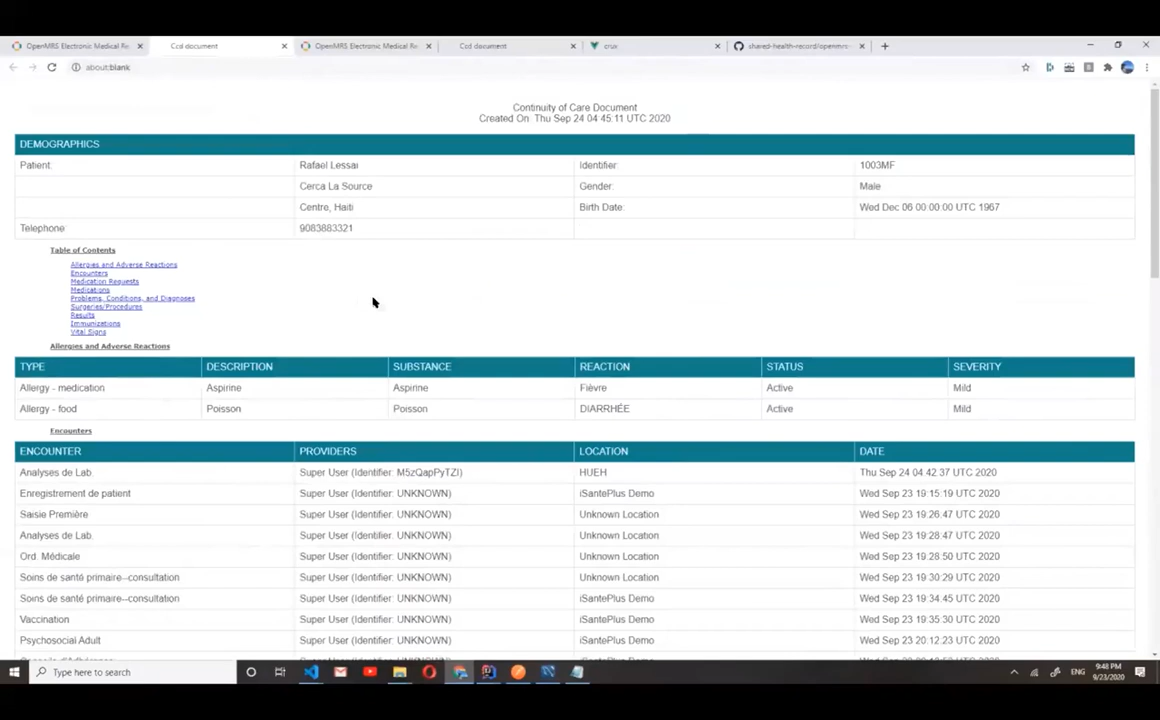 OpenMRS Electronic Medical Re Ccd document OpenMRS Electronic Medical Re Ccd document crux shared-health-record/openmrs-
about:blank
Continuity of Care Document
Created On: Thu Sep 24 04:45:11 UTC 2020
DEMOGRAPHICS
Patient: Rafael Lessai Identifier: 1003MF
Cerca La Source Gender: Male
Centre, Haiti Birth Date: Wed Dec 06 00:00:00 UTC 1967
Telephone: 9083883321
Table of Contents
Allergies and Adverse Reactions
Encounters
Medication Requests
Medications
Problems, Conditions, and Diagnoses
Surgeries/Procedures
Results
Immunizations
Vital Signs
Allergies and Adverse Reactions
TYPE DESCRIPTION SUBSTANCE REACTION STATUS SEVERITY
Allergy - medication Aspirine Aspirine Fièvre Active Mild
Allergy - food Poisson Poisson DIARRHÉE Active Mild
Encounters
ENCOUNTER PROVIDERS LOCATION DATE
Analyses de Lab. Super User (Identifier: M5zQapPyTZI) HUEH Thu Sep 24 04:42:37 UTC 2020
Enregistrement de patient Super User (Identifier: UNKNOWN) iSantePlus Demo Wed Sep 23 19:15:19 UTC 2020
Saisie Première Super User (Identifier: UNKNOWN) Unknown Location Wed Sep 23 19:26:47 UTC 2020
Analyses de Lab. Super User (Identifier: UNKNOWN) Unknown Location Wed Sep 23 19:28:47 UTC 2020
Ord. Médicale Super User (Identifier: UNKNOWN) Unknown Location Wed Sep 23 19:28:50 UTC 2020
Soins de santé primaire--consultation Super User (Identifier: UNKNOWN) Unknown Location Wed Sep 23 19:30:29 UTC 2020
Soins de santé primaire--consultation Super User (Identifier: UNKNOWN) iSantePlus Demo Wed Sep 23 19:34:45 UTC 2020
Vaccination Super User (Identifier: UNKNOWN) iSantePlus Demo Wed Sep 23 19:35:30 UTC 2020
Psychosocial Adult Super User (Identifier: UNKNOWN) iSantePlus Demo Wed Sep 23 20:12:23 UTC 2020
Type here to search ENG 9:48 PM
9/23/2020